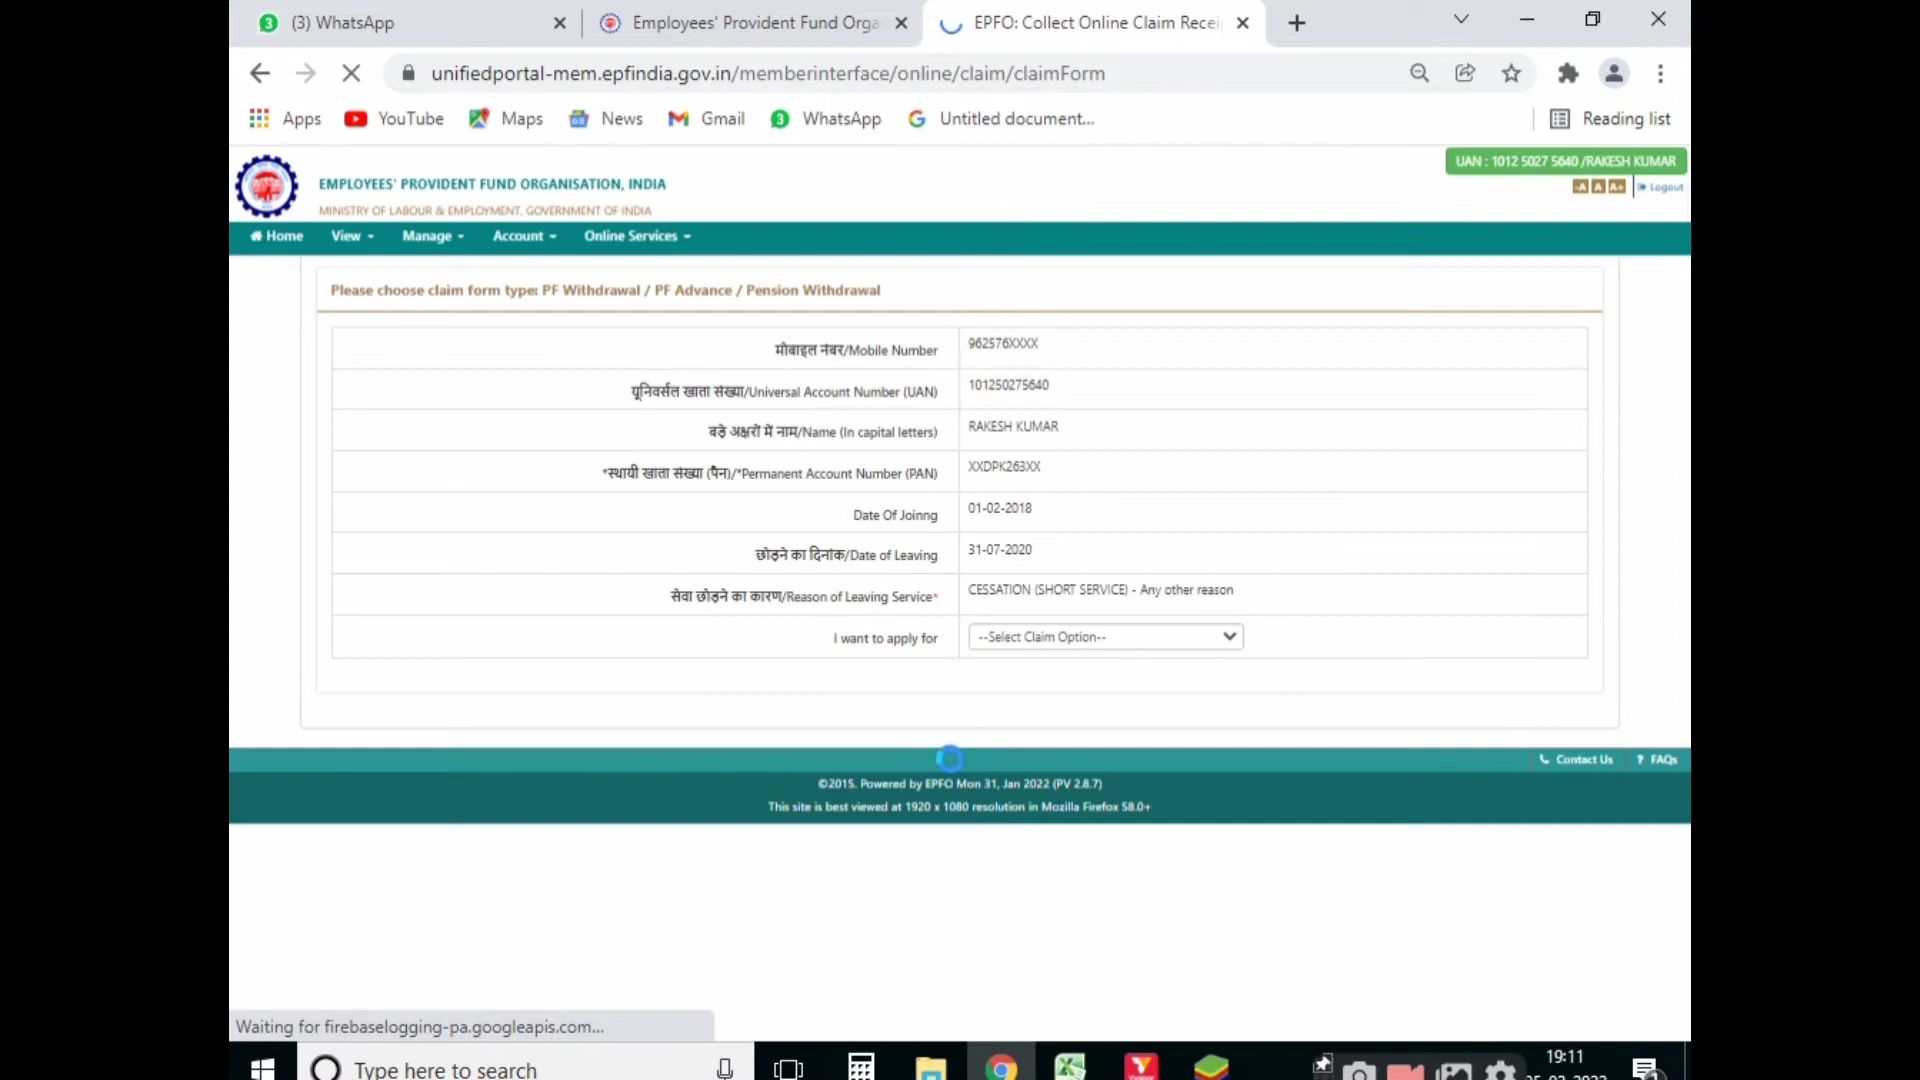 (3) WhatsApp
Employees' Provident Fund Orga
EPFO: Collect Online Claim Recei
unifiedportal-mem.epfindia.gov.in/memberinterface/online/claim/claimForm
Apps YouTube Maps News Gmail WhatsApp Untitled document... Reading list
UAN : 1012 5027 5640 /RAKESH KUMAR
EMPLOYEES' PROVIDENT FUND ORGANISATION, INDIA
-A A A+ Logout
MINISTRY OF LABOUR & EMPLOYMENT, GOVERNMENT OF INDIA
Home View Manage Account Online Services
Please choose claim form type: PF Withdrawal / PF Advance / Pension Withdrawal
मोबाइल नंबर/Mobile Number 962576XXXX
यूनिवर्सल खाता संख्या/Universal Account Number (UAN) 101250275640
बड़े अक्षरों में नाम/Name (In capital letters) RAKESH KUMAR
*स्थायी खाता संख्या (पैन)/*Permanent Account Number (PAN) XXDPK263XX
Date Of Joinng 01-02-2018
छोड़ने का दिनांक/Date of Leaving 31-07-2020
सेवा छोड़ने का कारण/Reason of Leaving Service* CESSATION (SHORT SERVICE) - Any other reason
I want to apply for --Select Claim Option--
Contact Us ? FAQs
©2015. Powered by EPFO Mon 31, Jan 2022 (PV 2.8.7)
This site is best viewed at 1920 x 1080 resolution in Mozilla Firefox 58.0+
Waiting for firebaselogging-pa.googleapis.com...
Type here to search
19:11